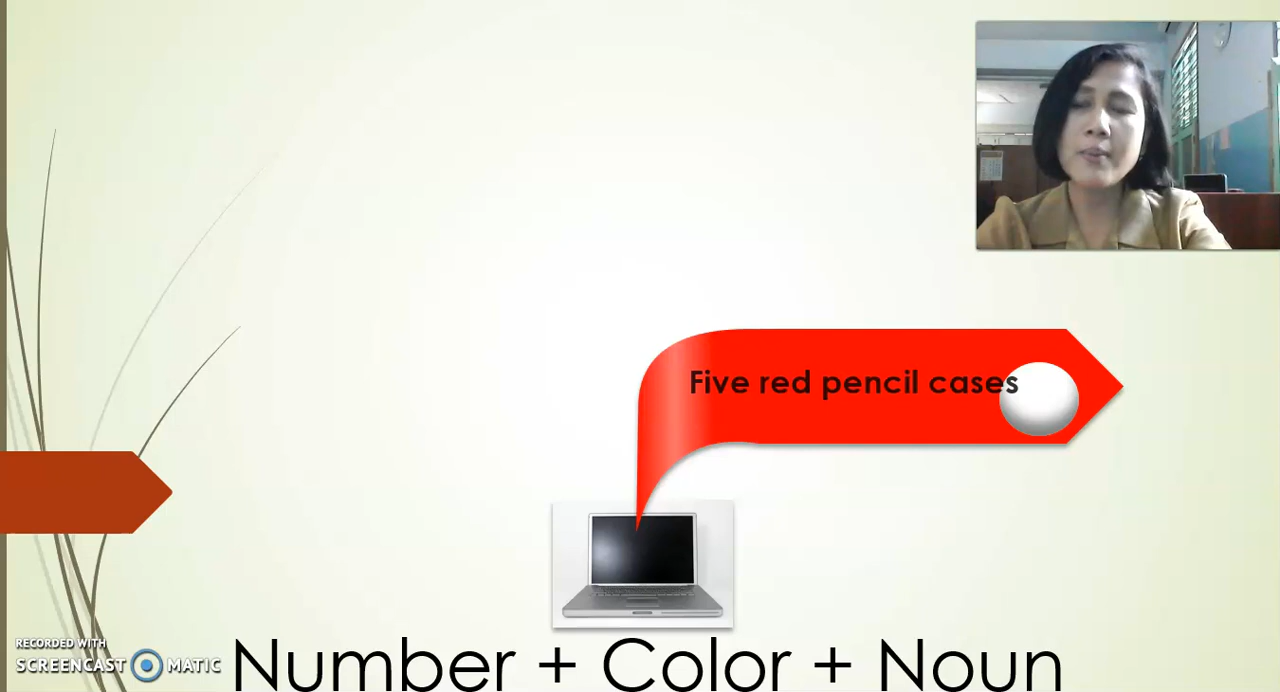 Five red pencil cases
RECORDED WITH
SCREENCAST MATIC
Number + Color + Noun